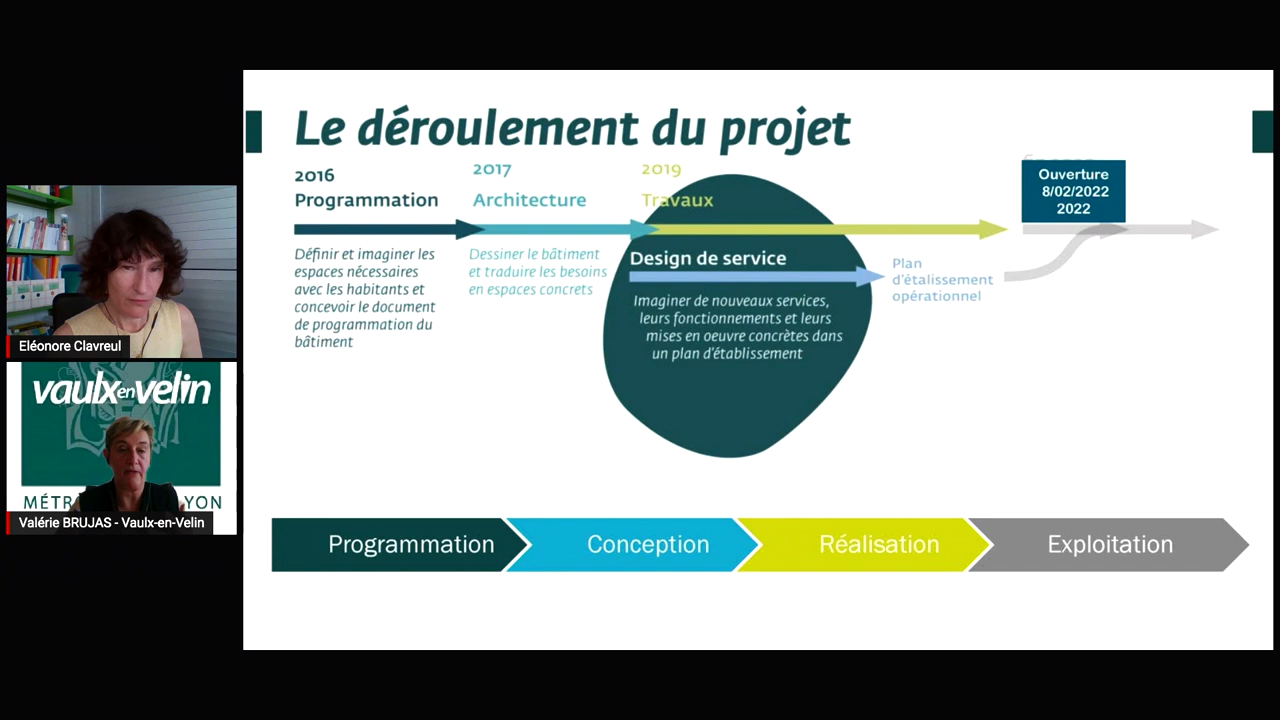 Le déroulement du projet
2016
Programmation
Définir et imaginer les
espaces nécessaires
avec les habitants et
concevoir le document
de programmation du
bâtiment
2017
Architecture
Dessiner le bâtiment
et traduire les besoins
en espaces concrets
2019
Travaux
Design de service
Imaginer de nouveaux services,
leurs fonctionnements et leurs
mises en oeuvre concrètes dans
un plan d'établissement
Plan
d'étalissement
opérationnel
Ouverture
8/02/2022
2022
Programmation
Conception
Réalisation
Exploitation
Eléonore Clavreul
vaulx en velin
MÉTR
YON
Valérie BRUJAS - Vaulx-en-Velin